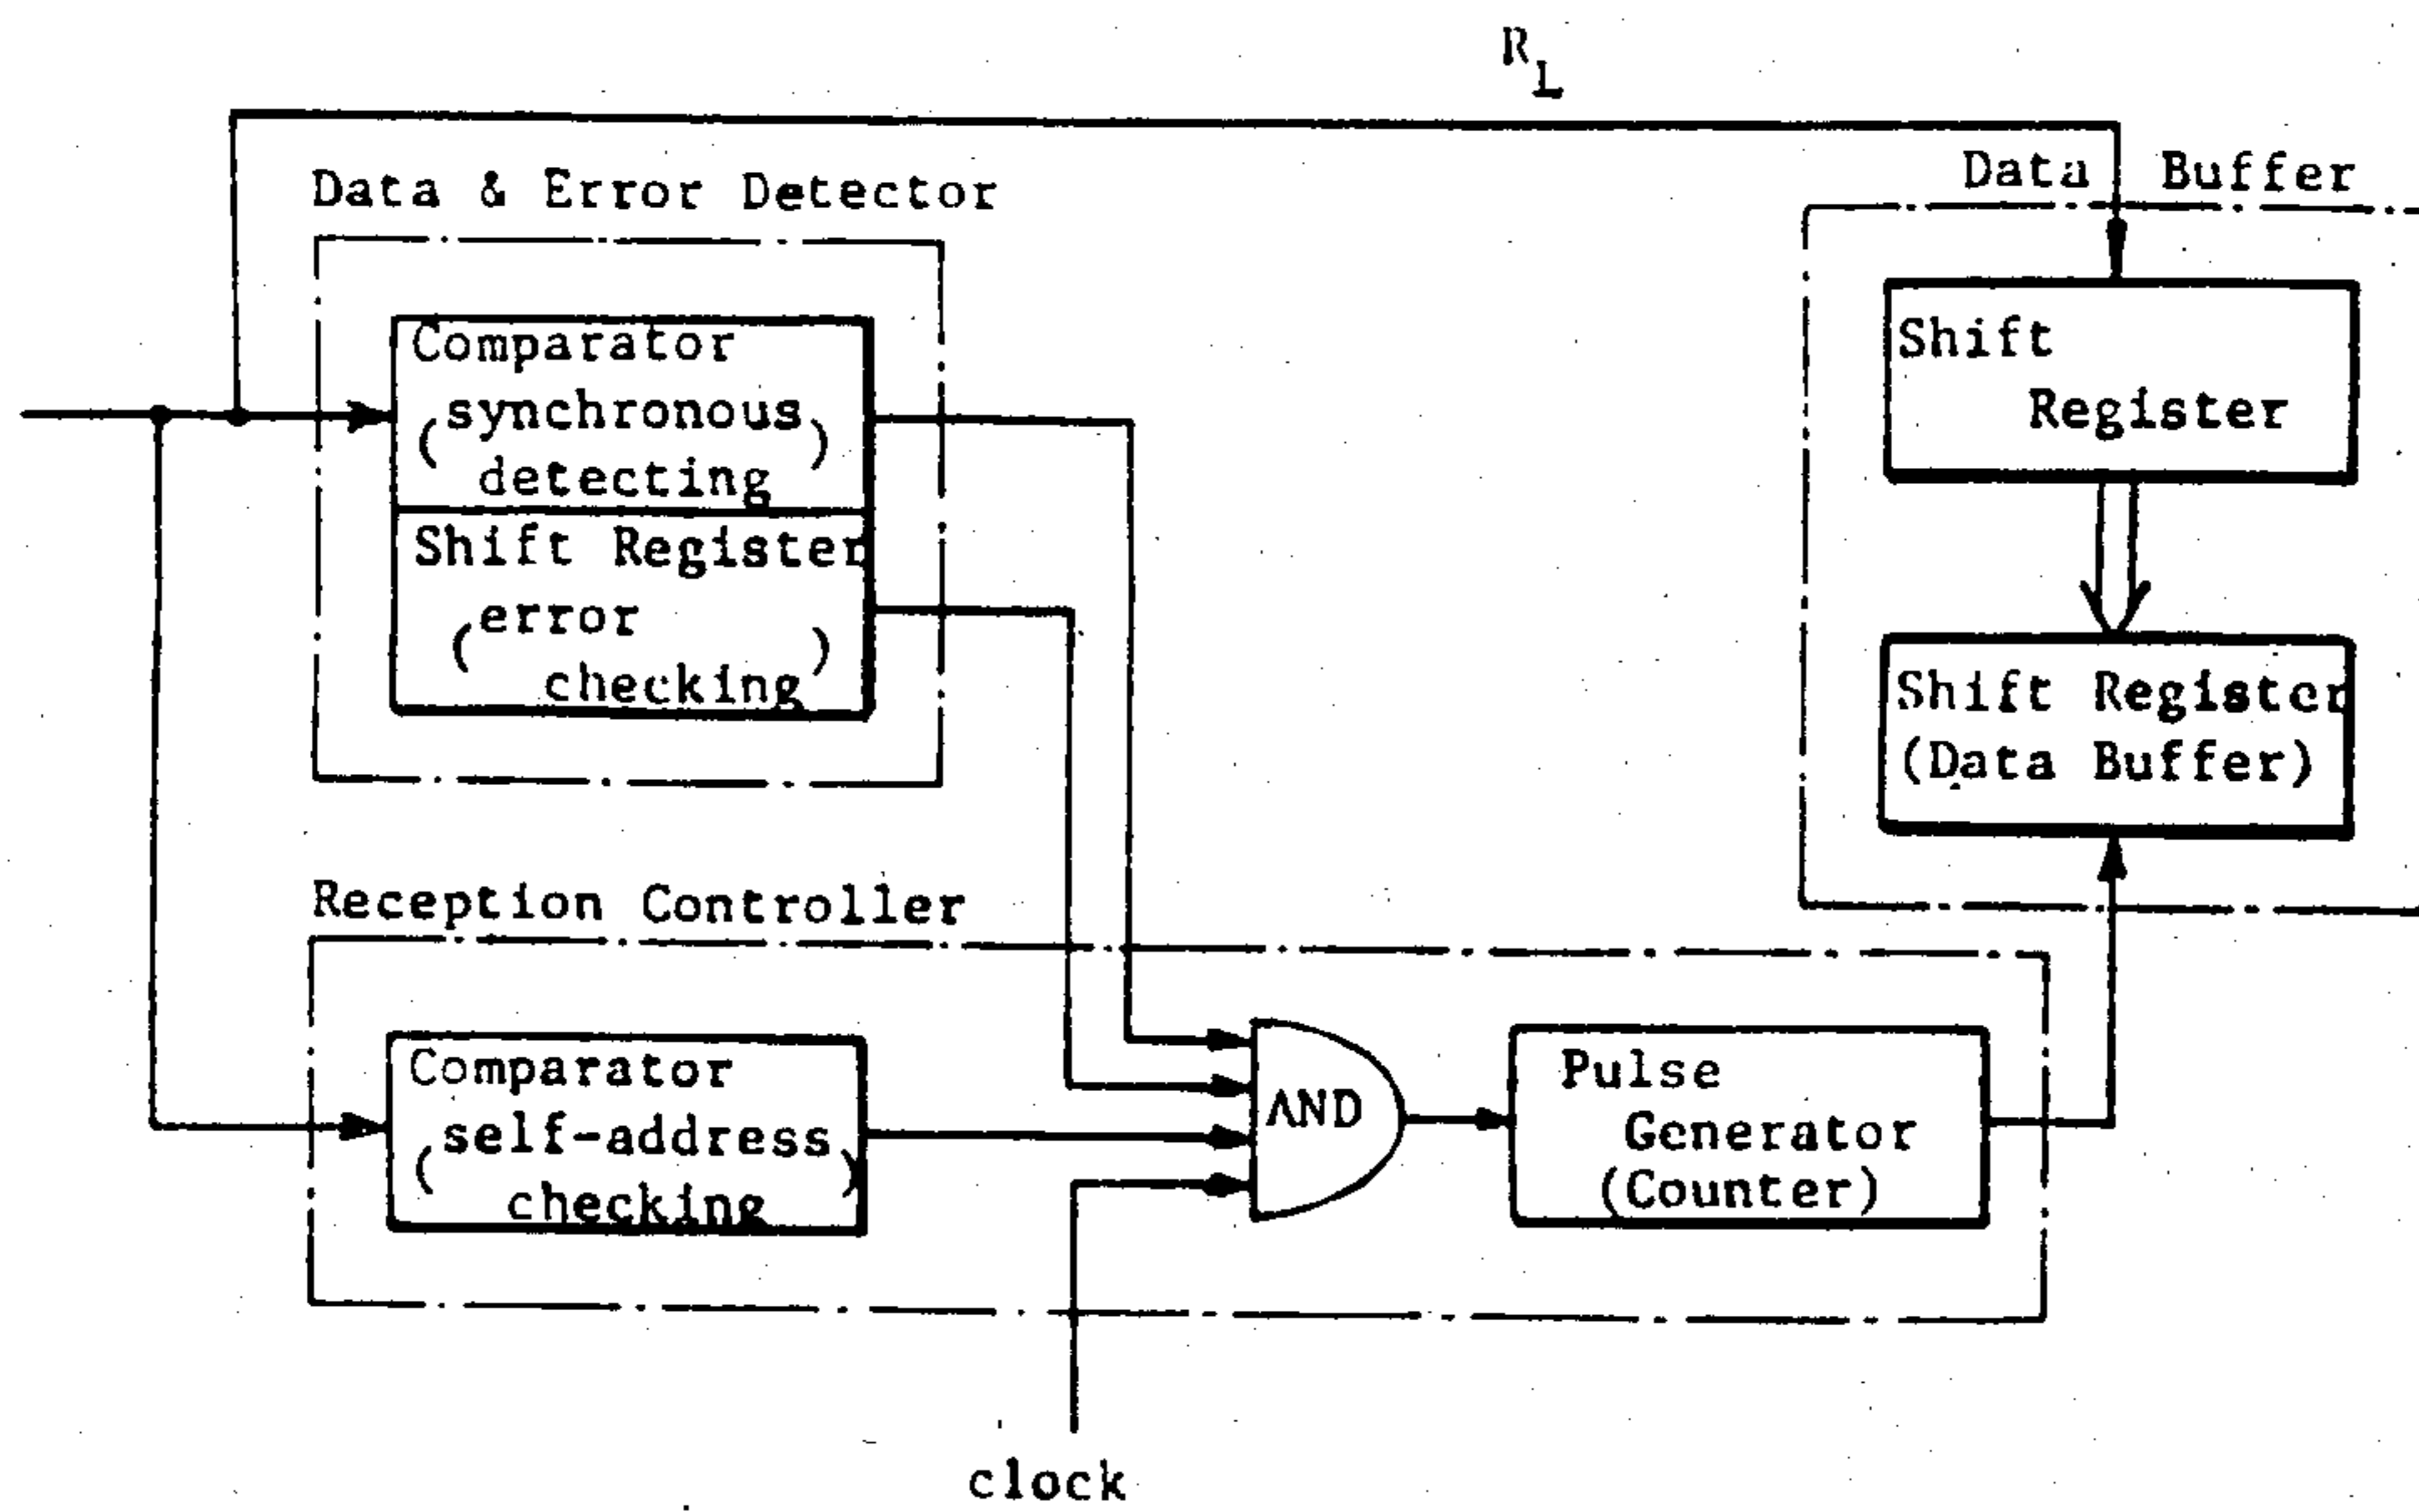 R_L
Data & Error Detector
Data Buffer
Comparator
(synchronous)
detecting
Shift Register
(error
checking)
Shift
Register
Shift Register
(Data Buffer)
Reception Controller
Comparator
(self-address)
checking
AND
Pulse
Generator
(Counter)
clock